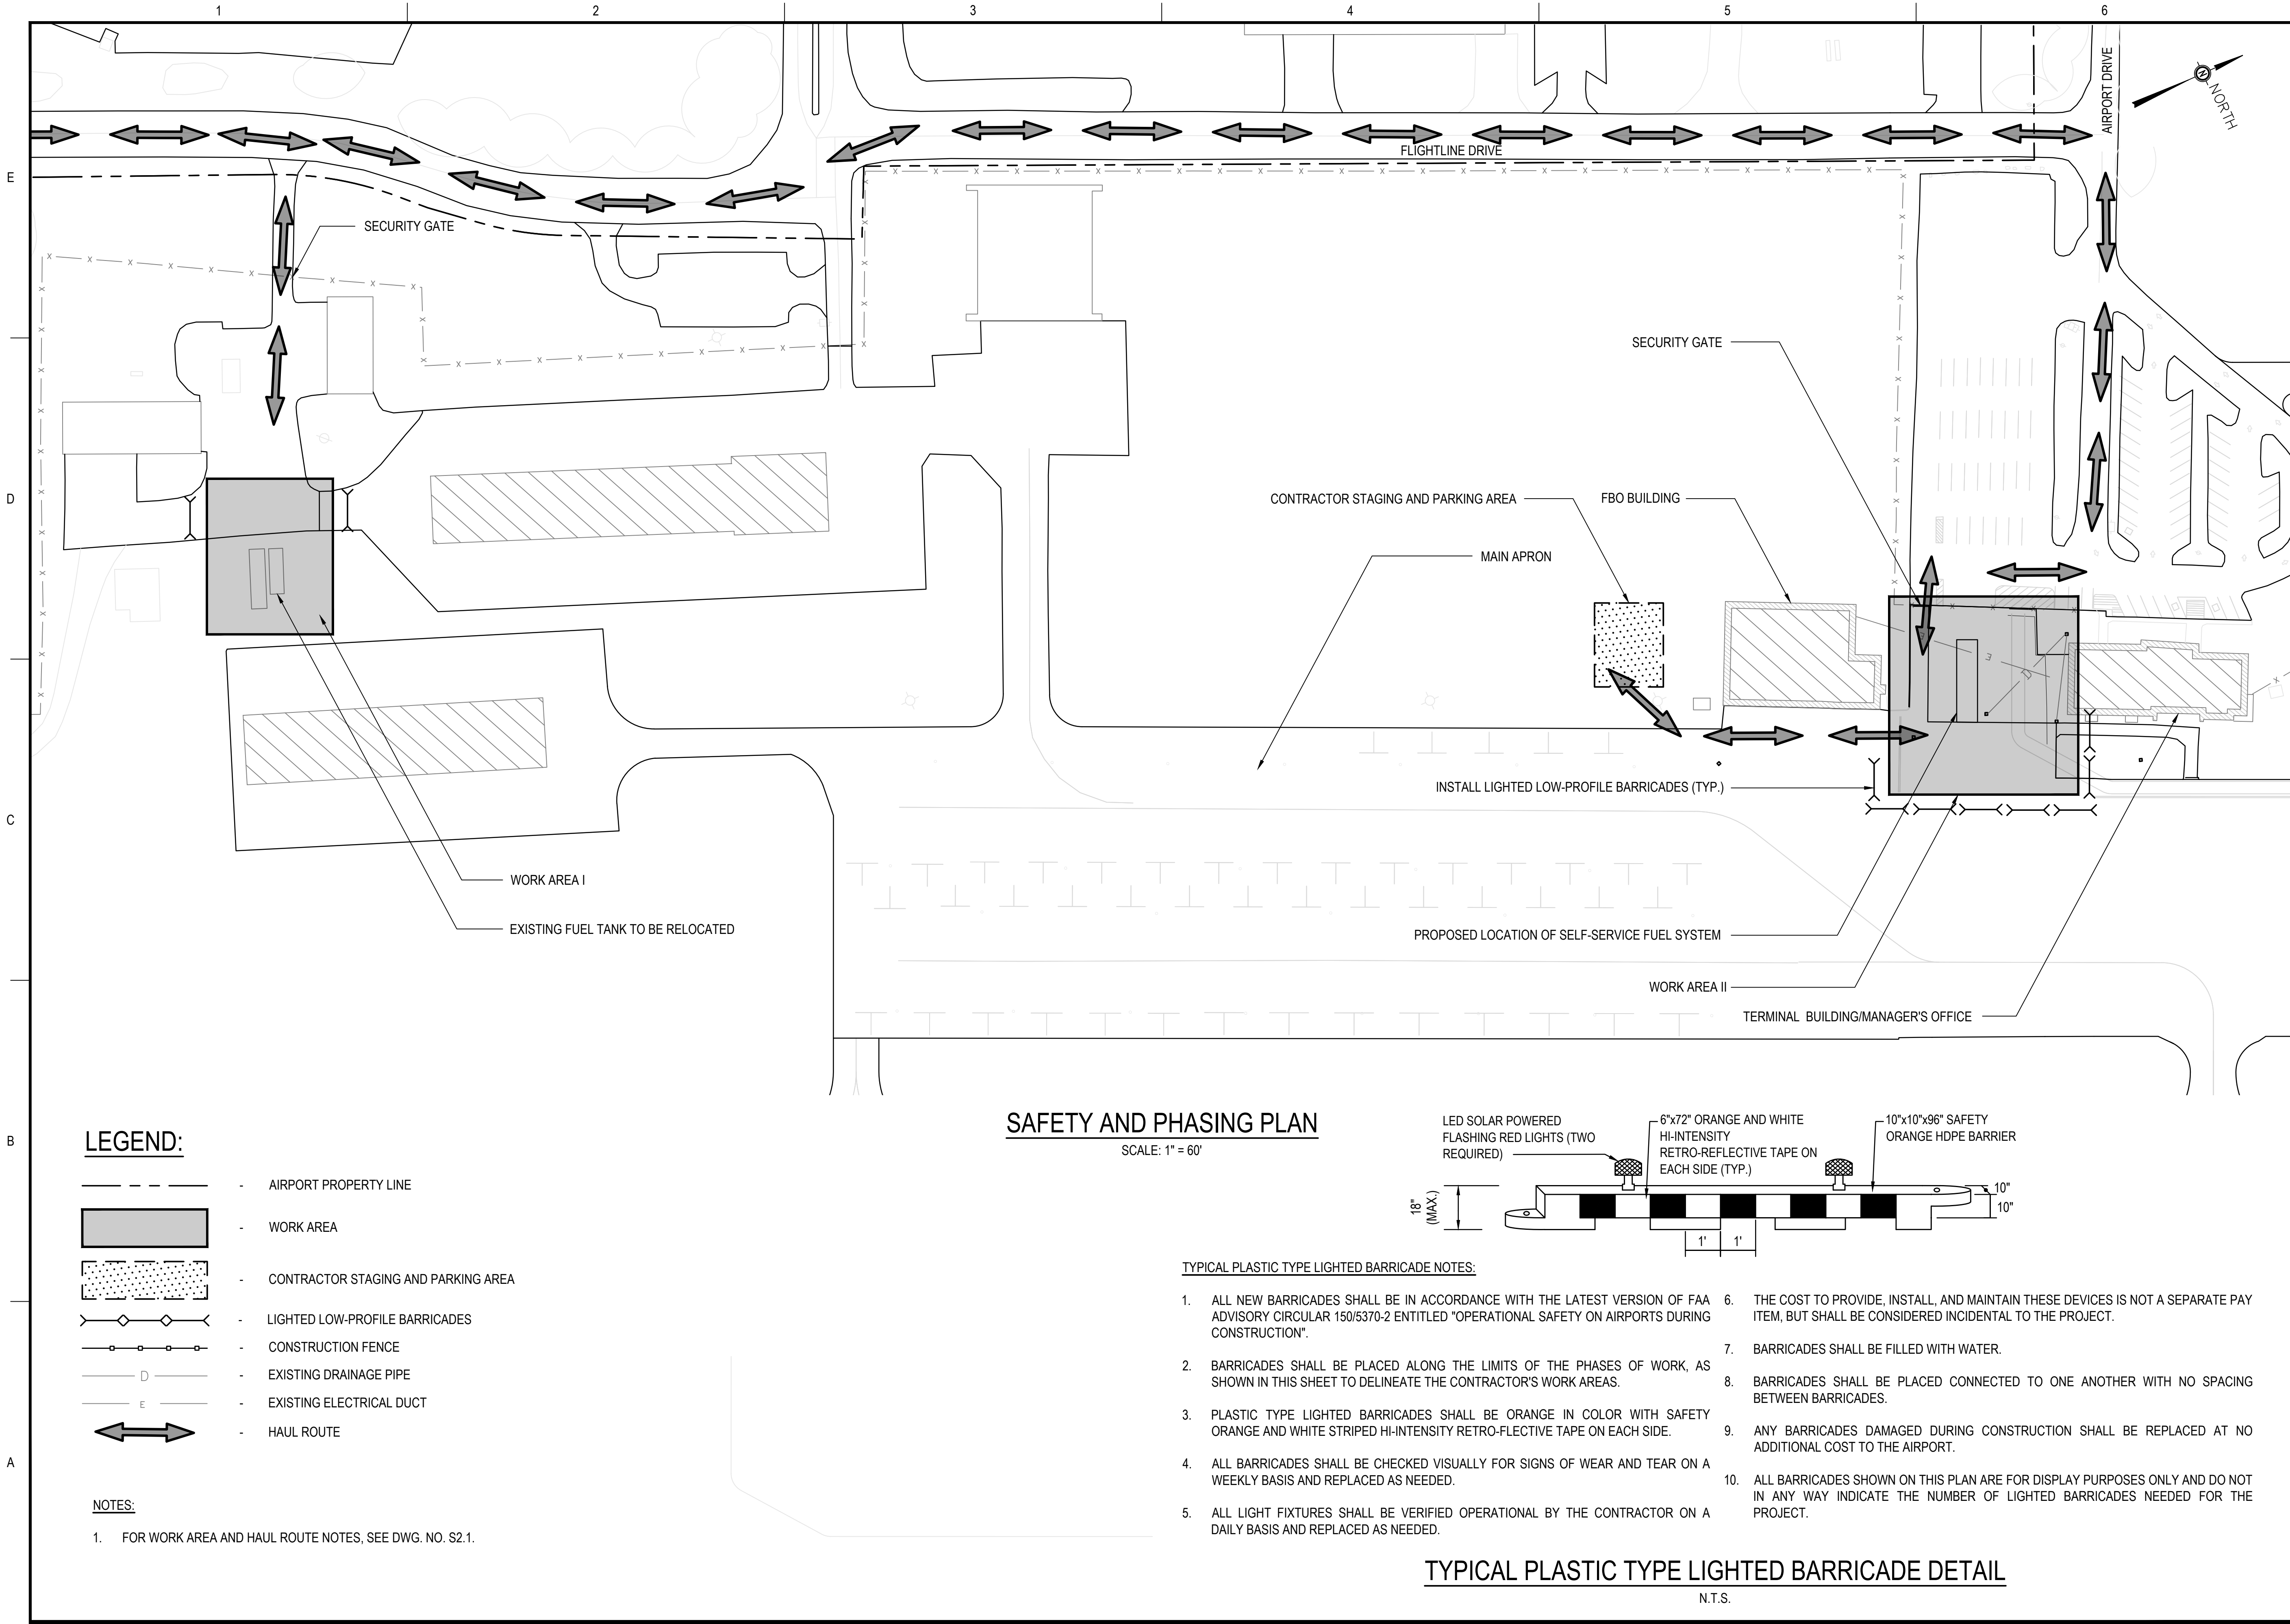 1 2 3 4 5 6
AIRPORT DRIVE
NORTH
N
FLIGHTLINE DRIVE
E
SECURITY GATE
SECURITY GATE
D
CONTRACTOR STAGING AND PARKING AREA
FBO BUILDING
MAIN APRON
E
E
D
INSTALL LIGHTED LOW-PROFILE BARRICADES (TYP.)
C
WORK AREA I
EXISTING FUEL TANK TO BE RELOCATED
PROPOSED LOCATION OF SELF-SERVICE FUEL SYSTEM
WORK AREA II
TERMINAL BUILDING/MANAGER'S OFFICE
SAFETY AND PHASING PLAN
SCALE: 1" = 60'
B
LEGEND:
- AIRPORT PROPERTY LINE
- WORK AREA
- CONTRACTOR STAGING AND PARKING AREA
- LIGHTED LOW-PROFILE BARRICADES
- CONSTRUCTION FENCE
D - EXISTING DRAINAGE PIPE
E - EXISTING ELECTRICAL DUCT
- HAUL ROUTE
A
NOTES:
1. FOR WORK AREA AND HAUL ROUTE NOTES, SEE DWG. NO. S2.1.
LED SOLAR POWERED
FLASHING RED LIGHTS (TWO
REQUIRED)
6"x72" ORANGE AND WHITE
HI-INTENSITY
RETRO-REFLECTIVE TAPE ON
EACH SIDE (TYP.)
10"x10"x96" SAFETY
ORANGE HDPE BARRIER
18"
(MAX.)
10"
10"
1' 1'
TYPICAL PLASTIC TYPE LIGHTED BARRICADE NOTES:
1. ALL NEW BARRICADES SHALL BE IN ACCORDANCE WITH THE LATEST VERSION OF FAA
ADVISORY CIRCULAR 150/5370-2 ENTITLED "OPERATIONAL SAFETY ON AIRPORTS DURING
CONSTRUCTION".
2. BARRICADES SHALL BE PLACED ALONG THE LIMITS OF THE PHASES OF WORK, AS
SHOWN IN THIS SHEET TO DELINEATE THE CONTRACTOR'S WORK AREAS.
3. PLASTIC TYPE LIGHTED BARRICADES SHALL BE ORANGE IN COLOR WITH SAFETY
ORANGE AND WHITE STRIPED HI-INTENSITY RETRO-FLECTIVE TAPE ON EACH SIDE.
4. ALL BARRICADES SHALL BE CHECKED VISUALLY FOR SIGNS OF WEAR AND TEAR ON A
WEEKLY BASIS AND REPLACED AS NEEDED.
5. ALL LIGHT FIXTURES SHALL BE VERIFIED OPERATIONAL BY THE CONTRACTOR ON A
DAILY BASIS AND REPLACED AS NEEDED.
6. THE COST TO PROVIDE, INSTALL, AND MAINTAIN THESE DEVICES IS NOT A SEPARATE PAY
ITEM, BUT SHALL BE CONSIDERED INCIDENTAL TO THE PROJECT.
7. BARRICADES SHALL BE FILLED WITH WATER.
8. BARRICADES SHALL BE PLACED CONNECTED TO ONE ANOTHER WITH NO SPACING
BETWEEN BARRICADES.
9. ANY BARRICADES DAMAGED DURING CONSTRUCTION SHALL BE REPLACED AT NO
ADDITIONAL COST TO THE AIRPORT.
10. ALL BARRICADES SHOWN ON THIS PLAN ARE FOR DISPLAY PURPOSES ONLY AND DO NOT
IN ANY WAY INDICATE THE NUMBER OF LIGHTED BARRICADES NEEDED FOR THE
PROJECT.
TYPICAL PLASTIC TYPE LIGHTED BARRICADE DETAIL
N.T.S.